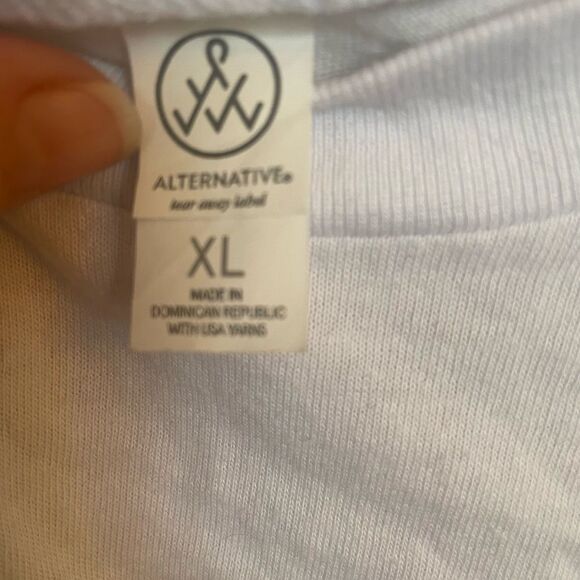 ALTERNATIVE®
tear away label
XL
MADE IN
DOMINICAN REPUBLIC
WITH USA YARNS